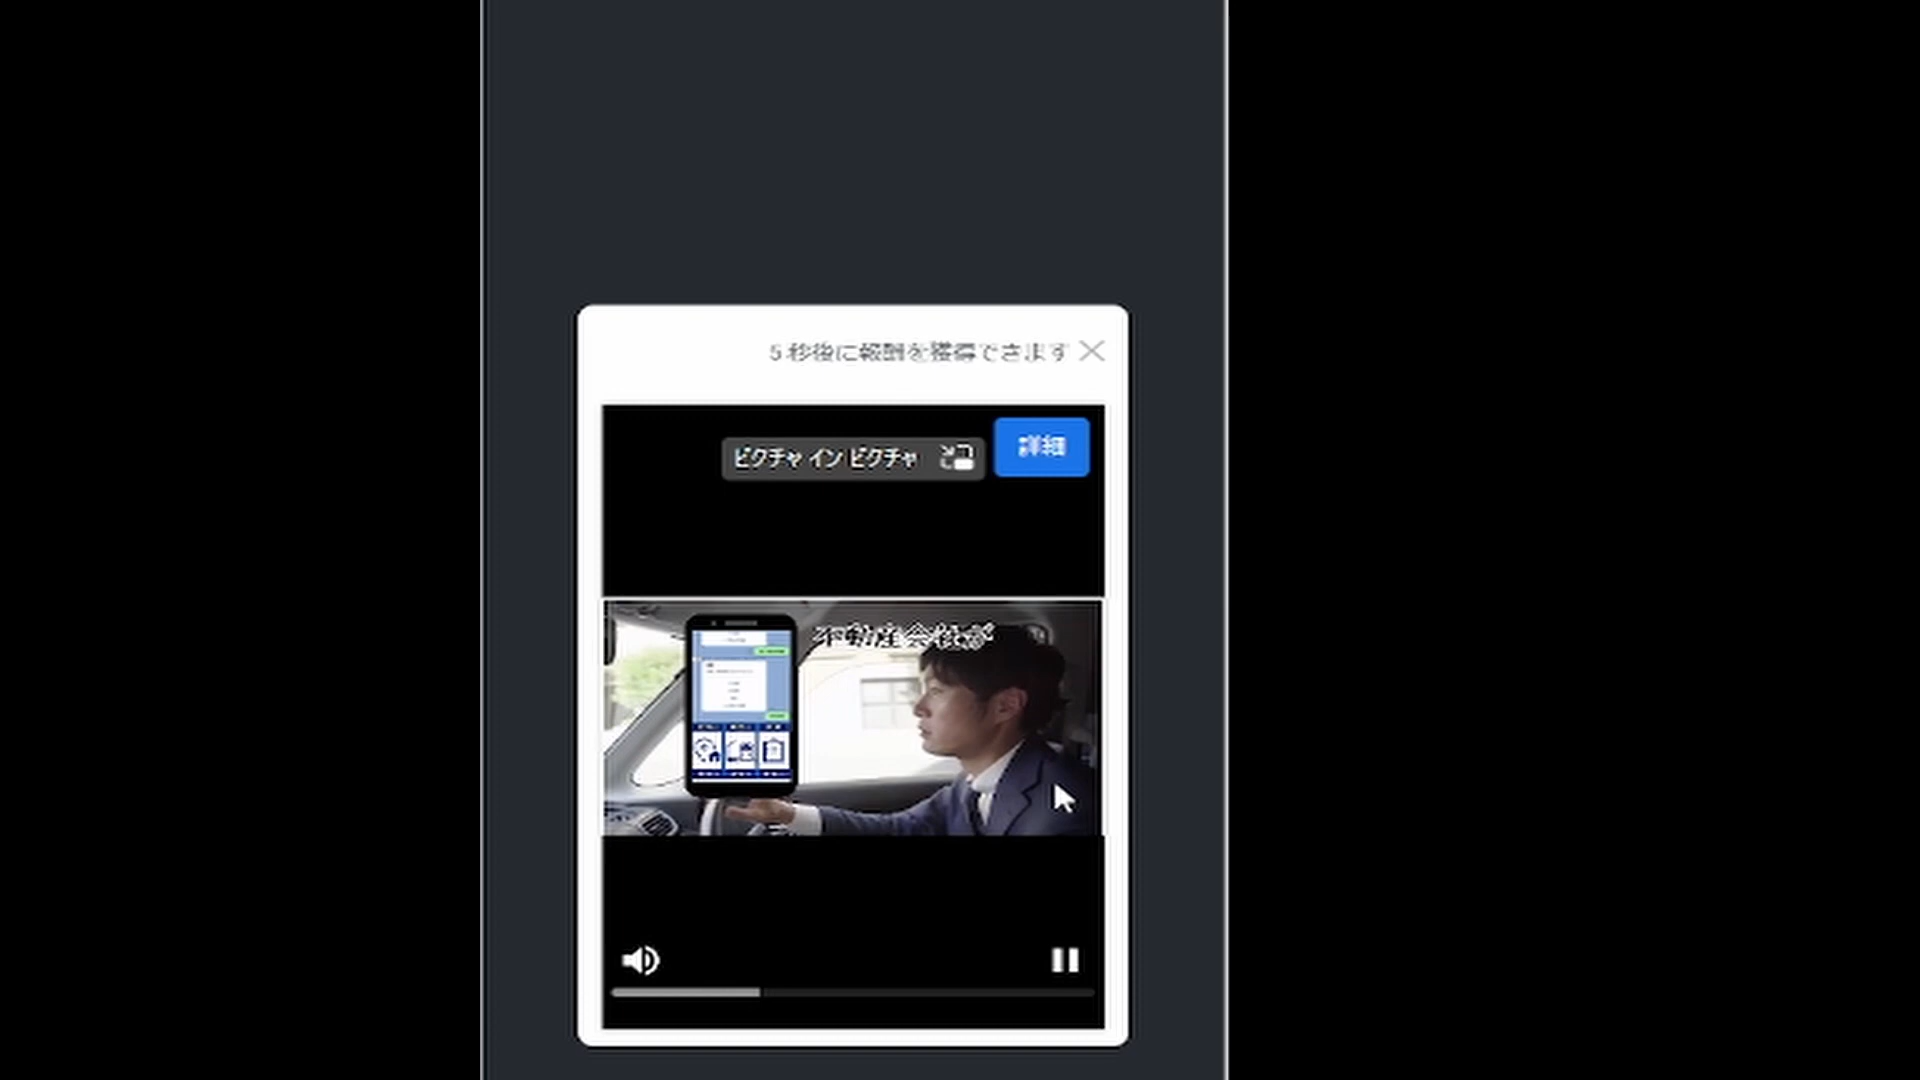 5 秒後に報酬を獲得できます
ピクチャ イン ピクチャ
詳細
不動産会社が